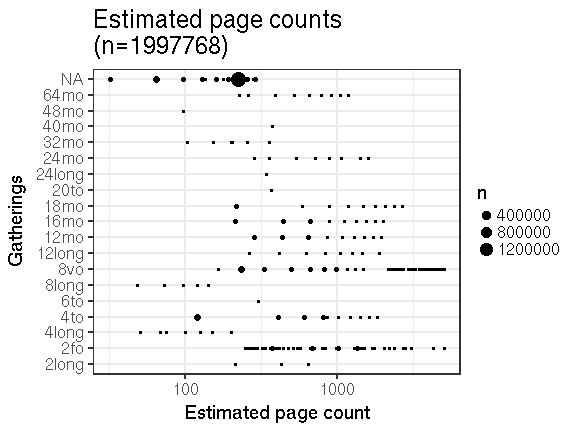 Estimated page counts
(n=1997768)
NA
64mo
48mo
40mo
32mo
24mo
24long
20to
18mo
16mo
12mo
12long
8vo
8long
6to
4to
4long
2fo
2long
Gatherings
100 1000
Estimated page count
n
400000
800000
1200000